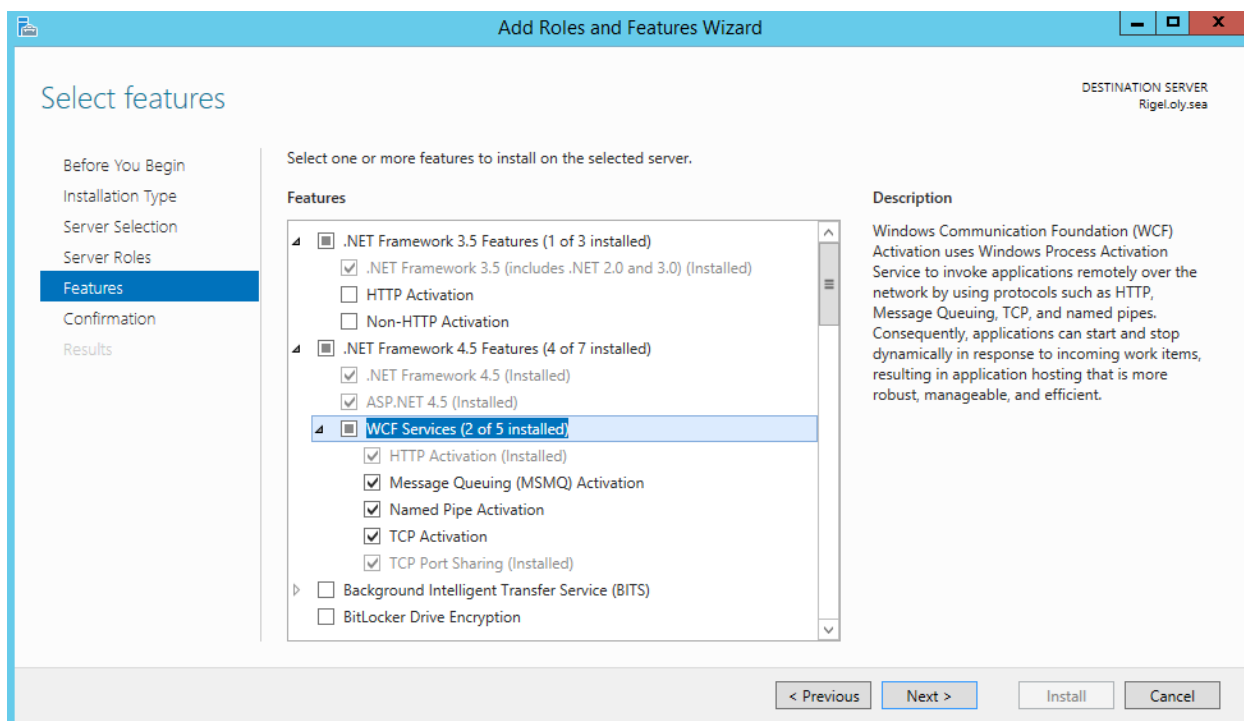 Add Roles and Features Wizard
Select features
DESTINATION SERVER
Rigel.oly.sea
Before You Begin
Installation Type
Server Selection
Server Roles
Features
Confirmation
Results
Select one or more features to install on the selected server.
Features
.NET Framework 3.5 Features (1 of 3 installed)
.NET Framework 3.5 (includes .NET 2.0 and 3.0) (Installed)
HTTP Activation
Non-HTTP Activation
.NET Framework 4.5 Features (4 of 7 installed)
.NET Framework 4.5 (Installed)
ASP.NET 4.5 (Installed)
WCF Services (2 of 5 installed)
HTTP Activation (Installed)
Message Queuing (MSMQ) Activation
Named Pipe Activation
TCP Activation
TCP Port Sharing (Installed)
Background Intelligent Transfer Service (BITS)
BitLocker Drive Encryption
Description
Windows Communication Foundation (WCF)
Activation uses Windows Process Activation
Service to invoke applications remotely over the
network by using protocols such as HTTP,
Message Queuing, TCP, and named pipes.
Consequently, applications can start and stop
dynamically in response to incoming work items,
resulting in application hosting that is more
robust, manageable, and efficient.
< Previous
Next >
Install
Cancel